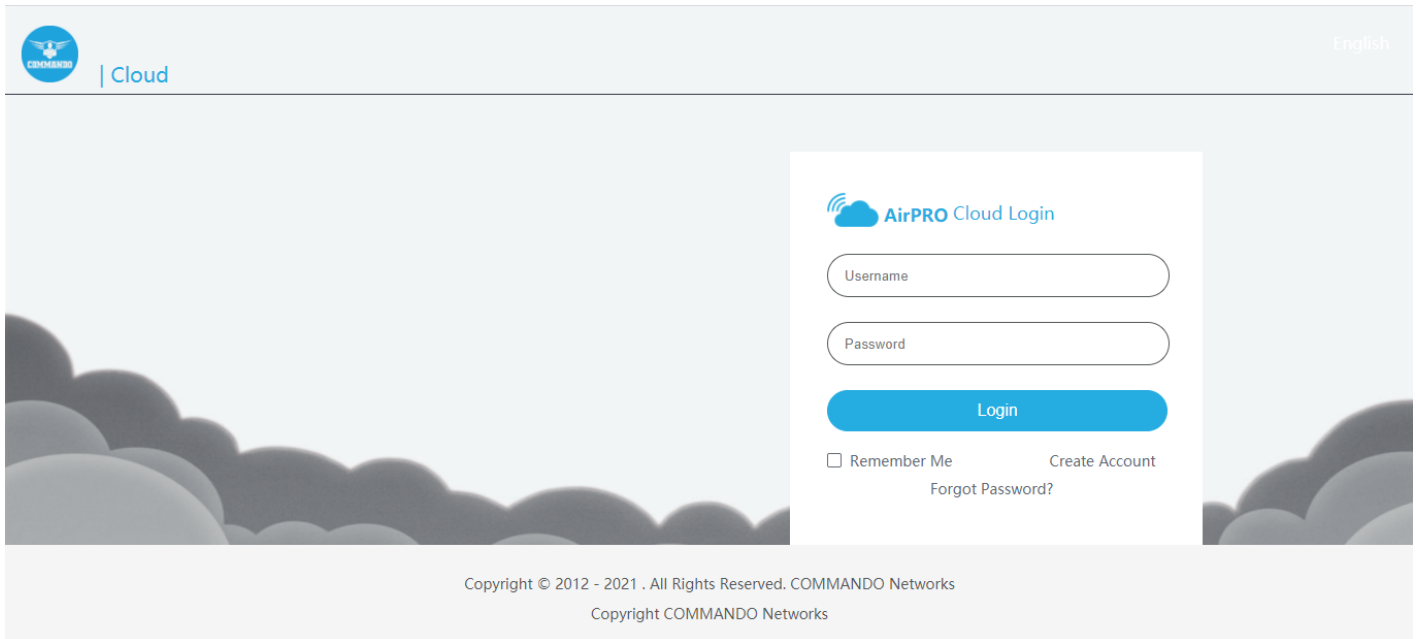 English
COMMANDO
| Cloud
AirPRO Cloud Login
Username
Password
Login
Remember Me Create Account
Forgot Password?
Copyright © 2012 - 2021 . All Rights Reserved. COMMANDO Networks
Copyright COMMANDO Networks